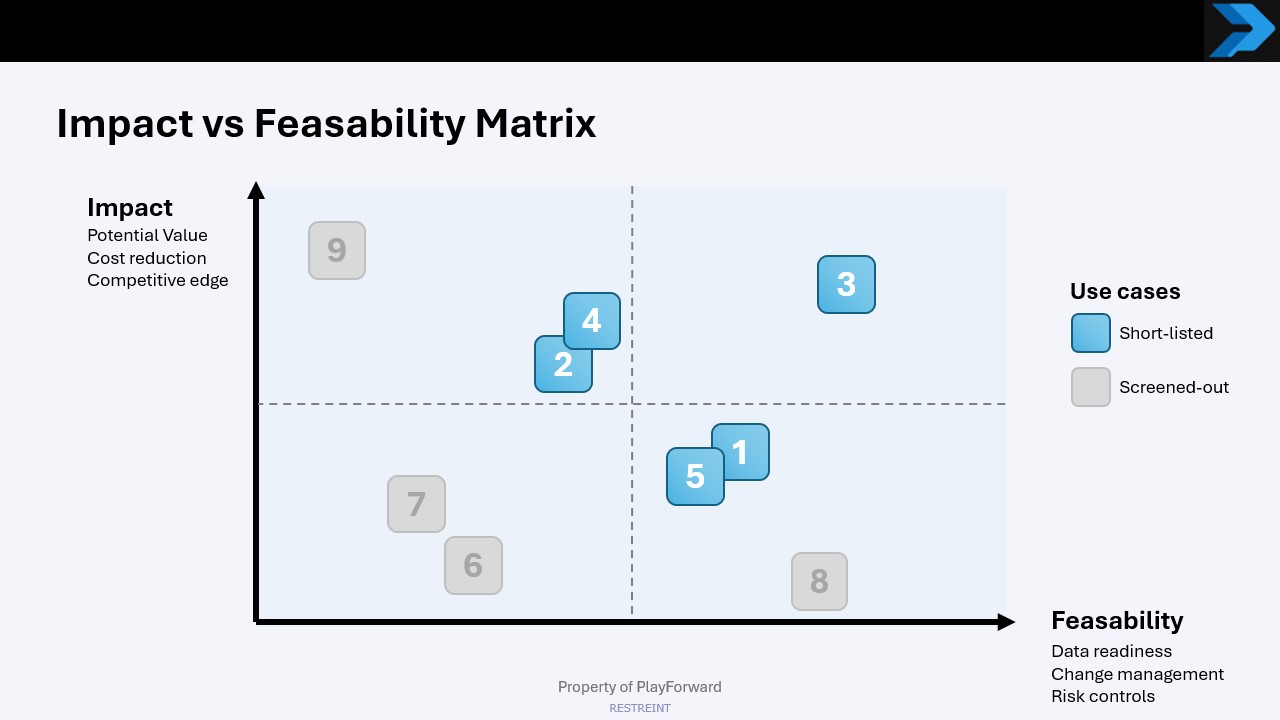 Impact vs Feasability Matrix
Impact
Potential Value
Cost reduction
Competitive edge
9
3
4
2
1
5
7
6
8
Use cases
Short-listed
Screened-out
Feasability
Data readiness
Change management
Risk controls
Property of PlayForward
RESTREINT